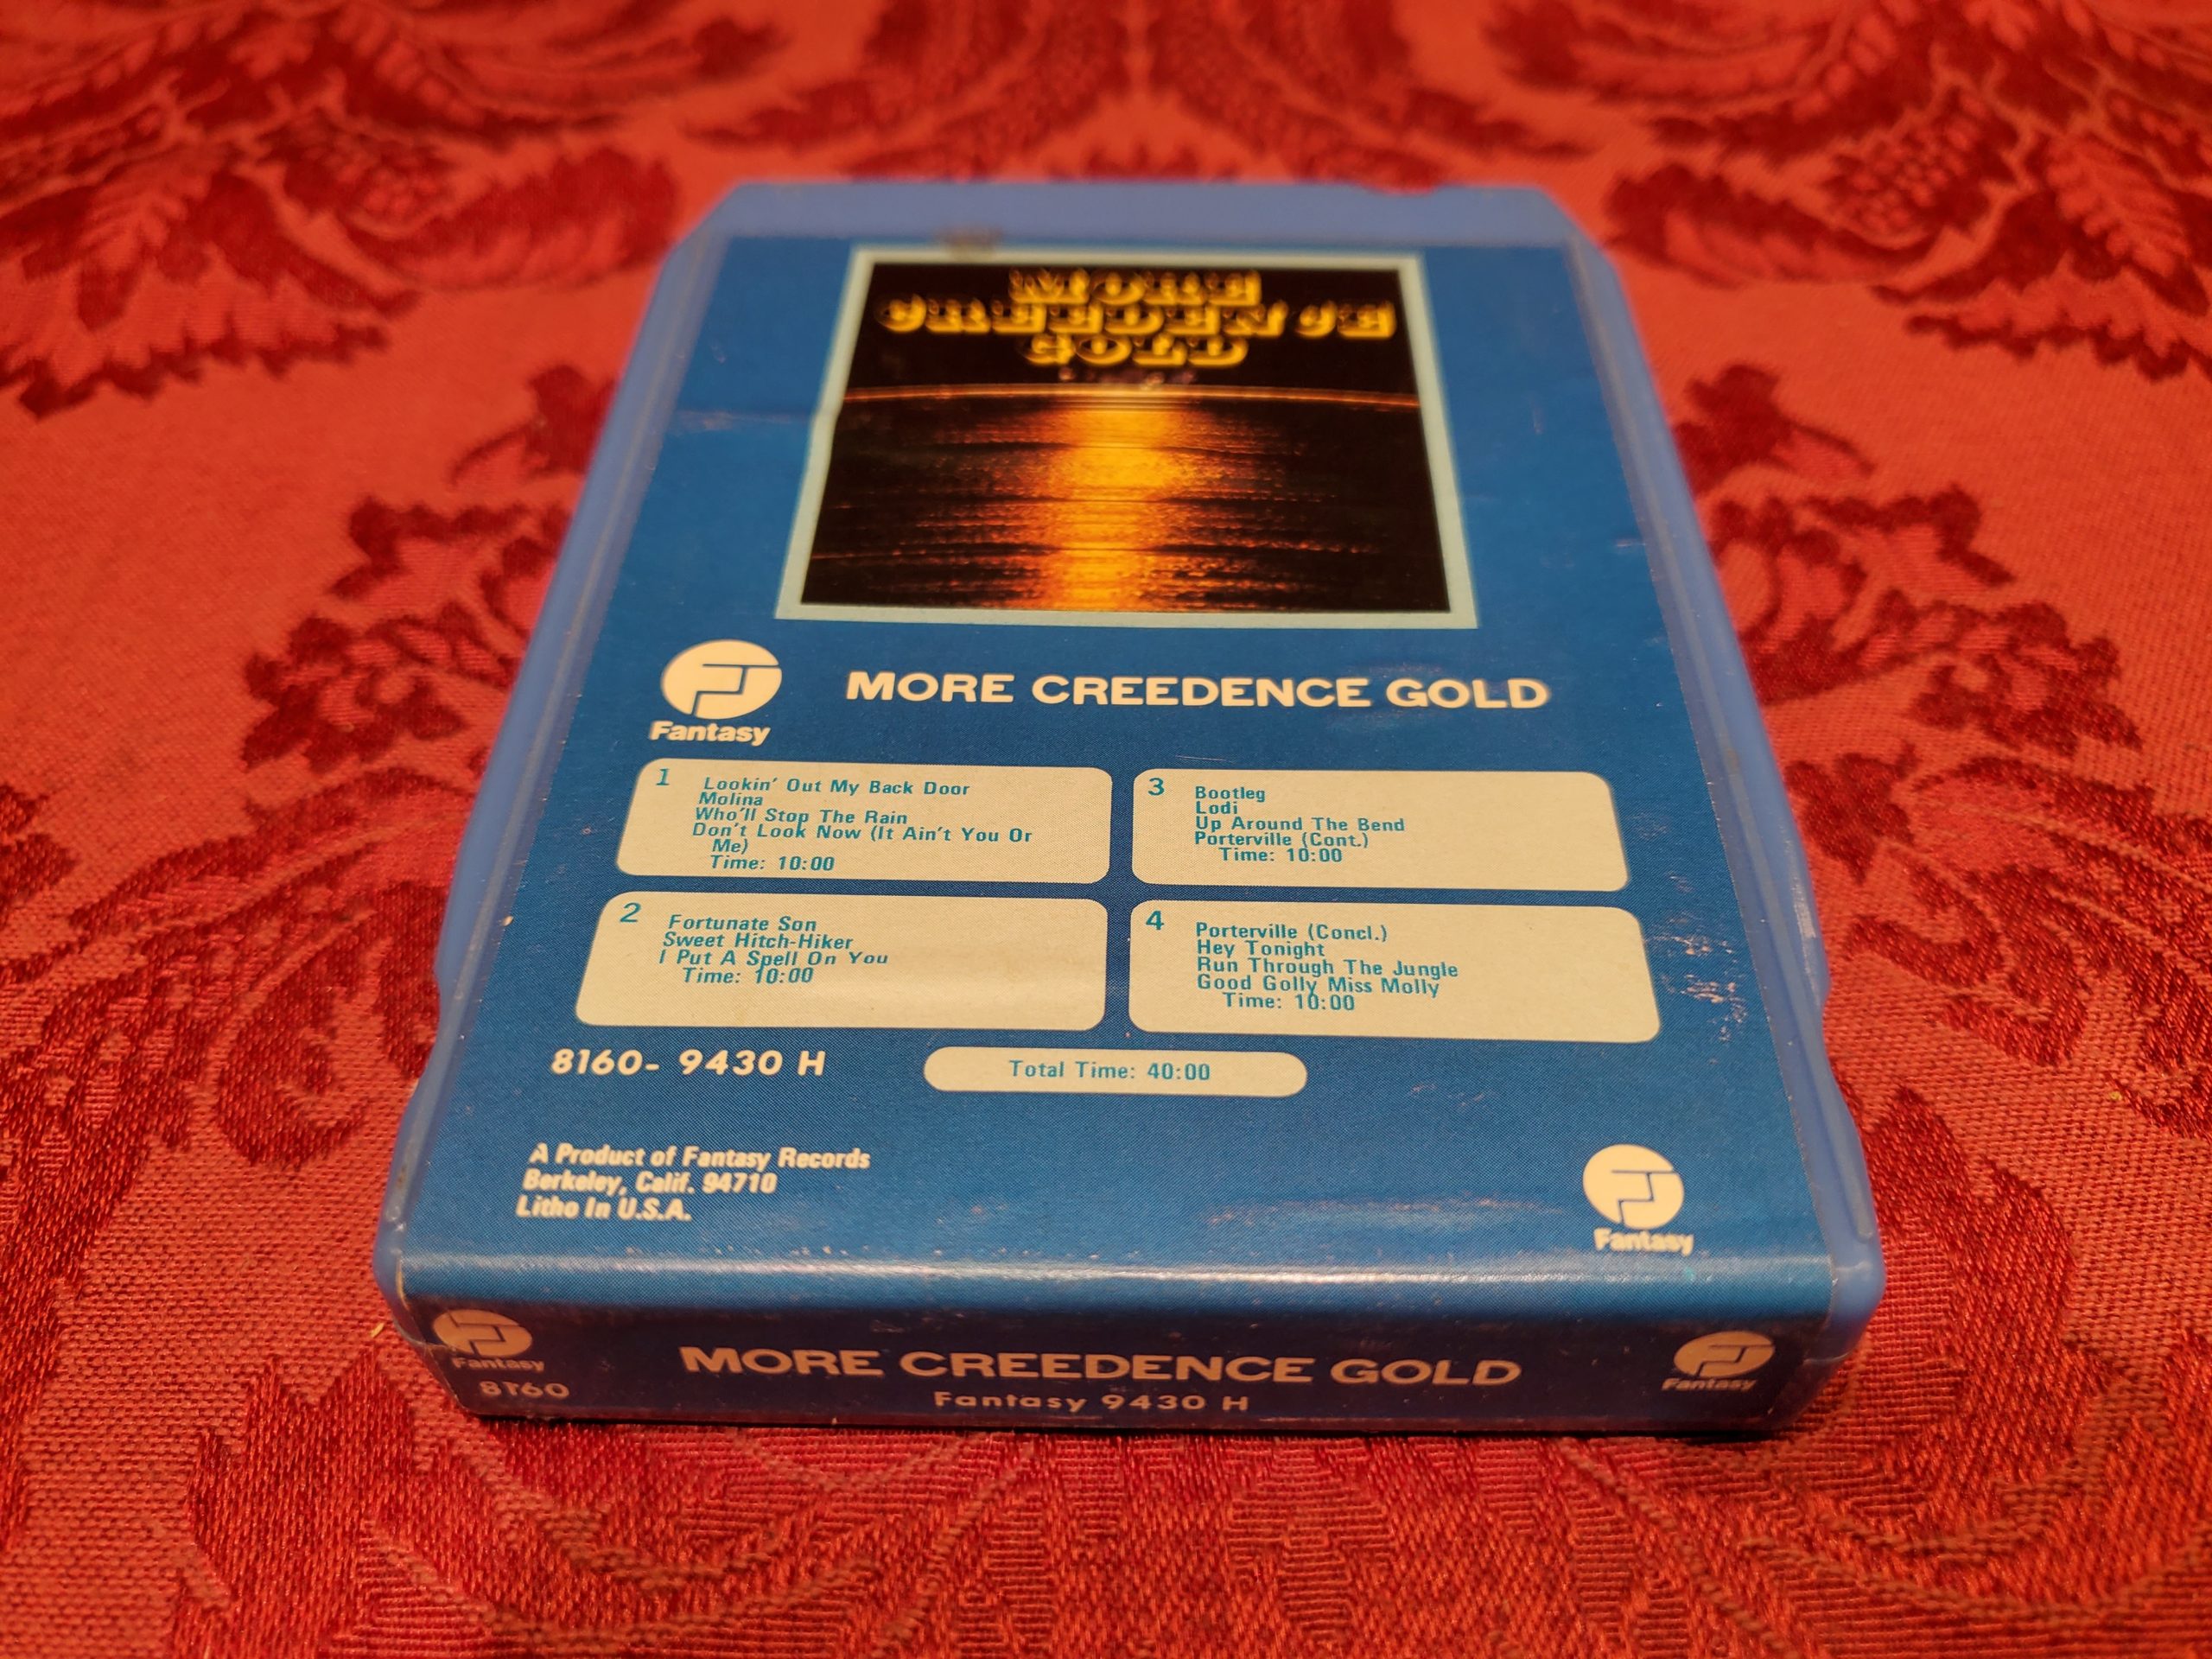 MORE
CREEDENCE
GOLD
Fantasy
MORE CREEDENCE GOLD
1
Lookin' Out My Back Door
Molina
Who'll Stop The Rain
Don't Look Now (It Ain't You Or
Me)
Time: 10:00
2
Fortunate Son
Sweet Hitch-Hiker
I Put A Spell On You
Time: 10:00
3
Bootleg
Lodi
Up Around The Bend
Porterville (Cont.)
Time: 10:00
4
Porterville (Concl.)
Hey Tonight
Run Through The Jungle
Good Golly Miss Molly
Time: 10:00
8160- 9430 H
Total Time: 40:00
A Product of Fantasy Records
Berkeley, Calif. 94710
Litho In U.S.A.
Fantasy
Fantasy
8160
MORE CREEDENCE GOLD
Fantasy 9430 H
Fantasy